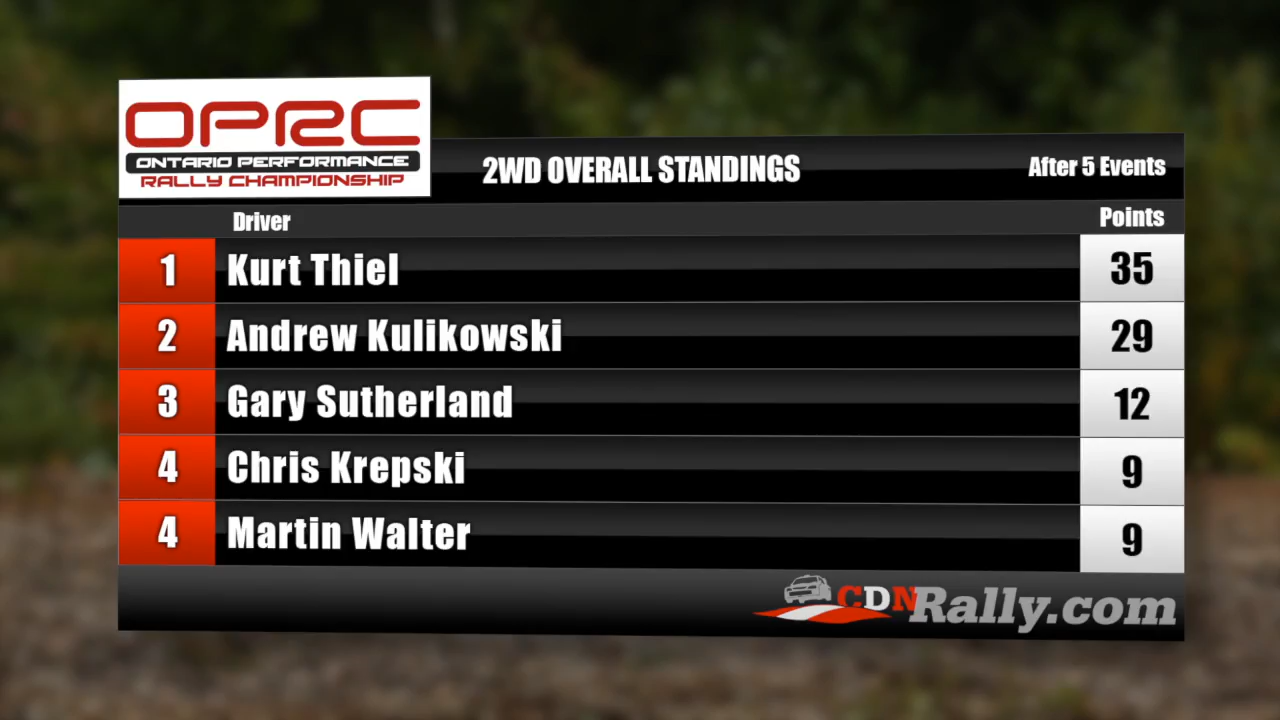 OPRC
ONTARIO PERFORMANCE
RALLY CHAMPIONSHIP
2WD OVERALL STANDINGS
After 5 Events
Driver Points
1 Kurt Thiel 35
2 Andrew Kulikowski 29
3 Gary Sutherland 12
4 Chris Krepski 9
4 Martin Walter 9
CDNRally.com